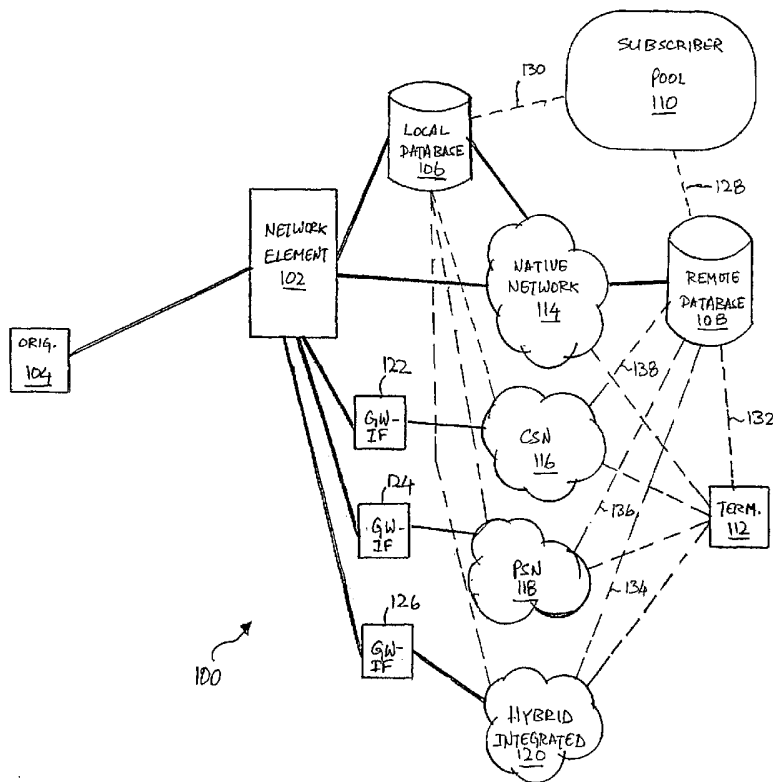 SUBSCRIBER
POOL
110
130
LOCAL
DATABASE
106
128
NETWORK
ELEMENT
102
NATIVE
NETWORK
114
REMOTE
DATABASE
108
ORIG.
104
122
GW-
IF
138
132
CSN
116
124
GW-
IF
136
TERM.
112
PSN
118
134
126
GW-
IF
100
HYBRID
INTEGRATED
120